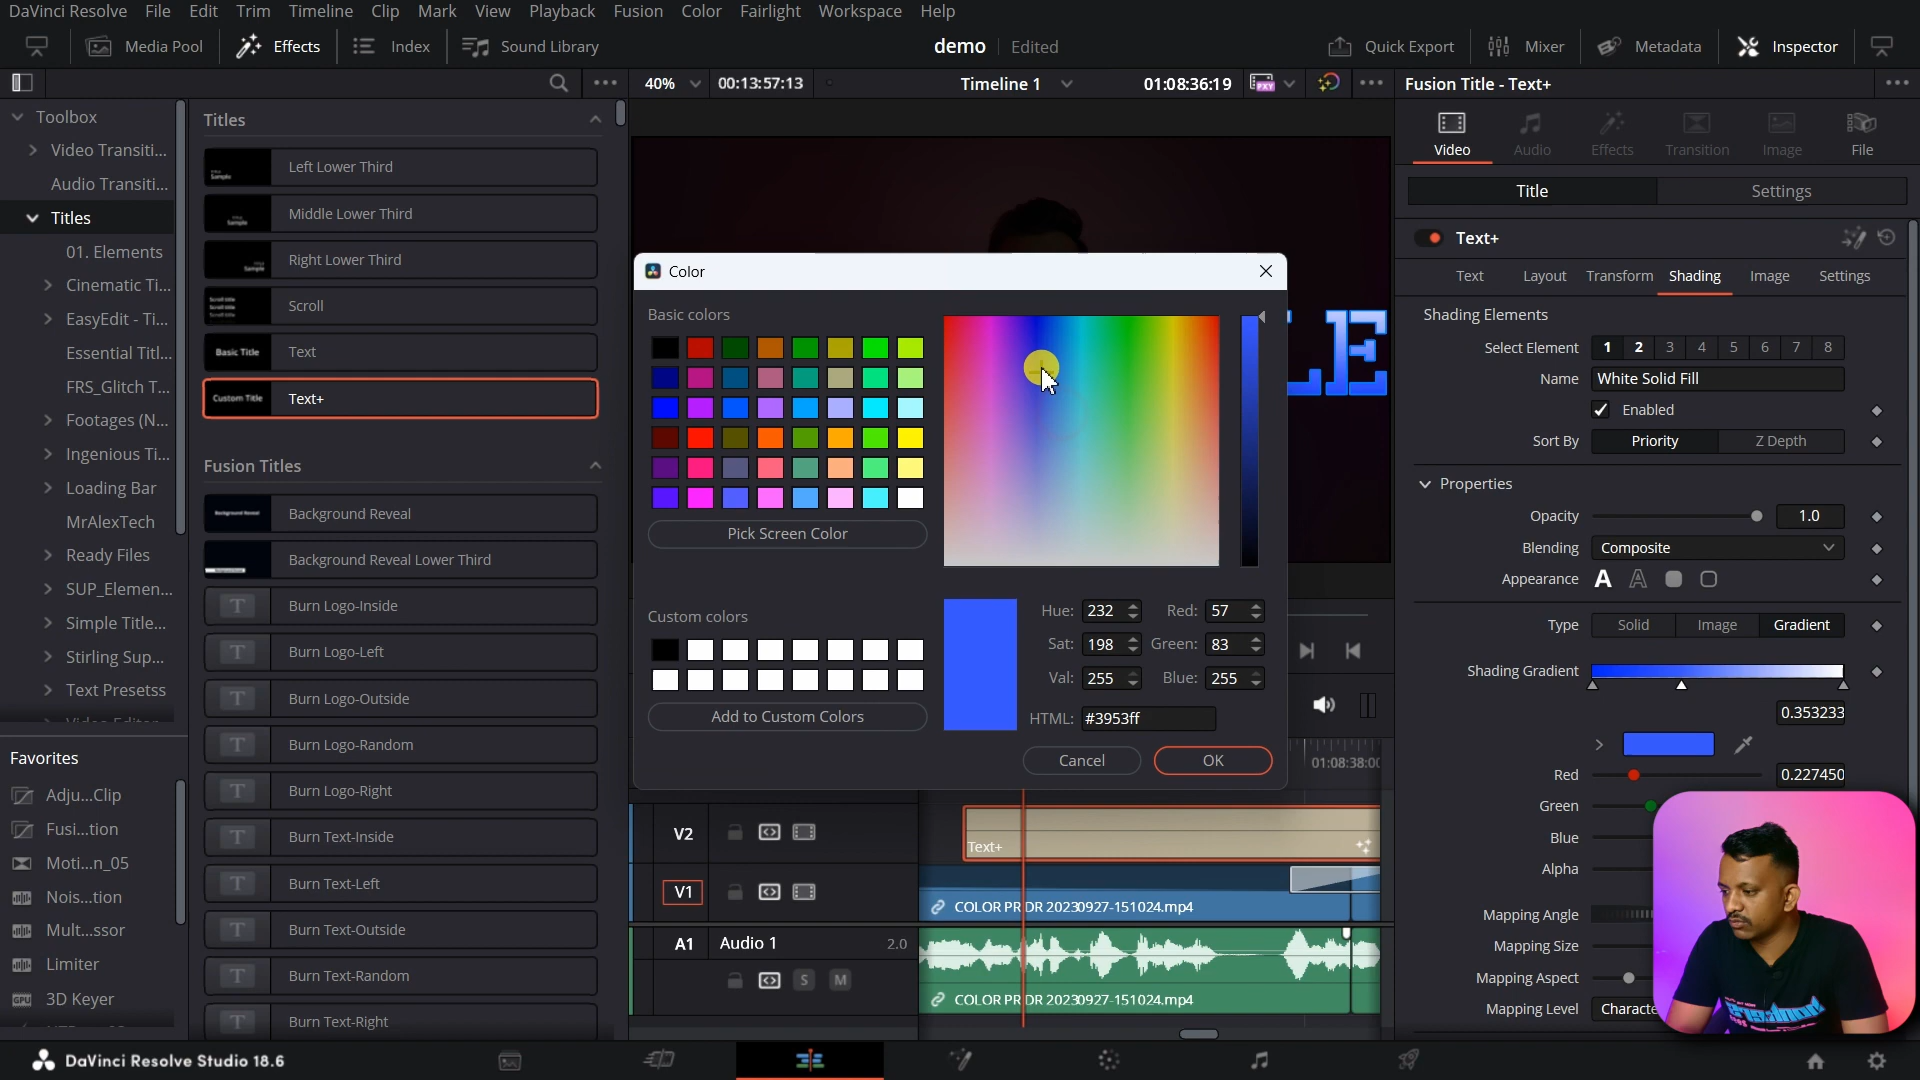 DaVinci Resolve File Edit Trim Timeline Clip Mark View Playback Fusion Color Fairlight Workspace Help
Media Pool Effects Index Sound Library demo Edited Quick Export Mixer Metadata Inspector
40% 00:13:57:13 Timeline 1 01:08:36:19 PXY Fusion Title - Text+
Toolbox
Video Transiti...
Audio Transiti...
Titles
01. Elements
Cinematic Ti...
EasyEdit - Ti...
Essential Titl...
FRS_Glitch T...
Footages (N...
Ingenious Ti...
Loading Bar
MrAlexTech
Ready Files
SUP_Elemen...
Simple Title...
Stirling Sup...
Text Presetss
Favorites
Adju...Clip
Fusi...tion
Moti...n_05
Nois...tion
Mult...ssor
Limiter
GPU 3D Keyer
Titles
Sample Left Lower Third
Sample Middle Lower Third
Sample Right Lower Third
Scroll
Basic Title Text
Custom Title Text+
Fusion Titles
Background Reveal
Background Reveal Lower Third
T Burn Logo-Inside
T Burn Logo-Left
T Burn Logo-Outside
T Burn Logo-Random
T Burn Logo-Right
T Burn Text-Inside
T Burn Text-Left
T Burn Text-Outside
T Burn Text-Random
T Burn Text-Right
LE
Color
Basic colors
Pick Screen Color
Custom colors
Add to Custom Colors
Hue: 232 Red: 57
Sat: 198 Green: 83
Val: 255 Blue: 255
HTML: #3953ff
Cancel OK
01:08:38:00
V2
Text+
V1
COLOR PR DR 20230927-151024.mp4
A1 Audio 1 2.0
S M
COLOR PR DR 20230927-151024.mp4
Video Audio Effects Transition Image File
Title Settings
Text+
Text Layout Transform Shading Image Settings
Shading Elements
Select Element 1 2 3 4 5 6 7 8
Name White Solid Fill
Enabled
Sort By Priority Z Depth
Properties
Opacity 1.0
Blending Composite
Appearance A A
Type Solid Image Gradient
Shading Gradient
0.353233
Red 0.227450
Green
Blue
Alpha
Mapping Angle
Mapping Size
Mapping Aspect
Mapping Level Characte
DaVinci Resolve Studio 18.6